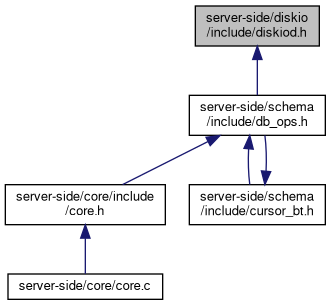 server-side/diskio
/include/diskiod.h
server-side/schema
/include/db_ops.h
server-side/core/include
/core.h
server-side/schema
/include/cursor_bt.h
server-side/core/core.c